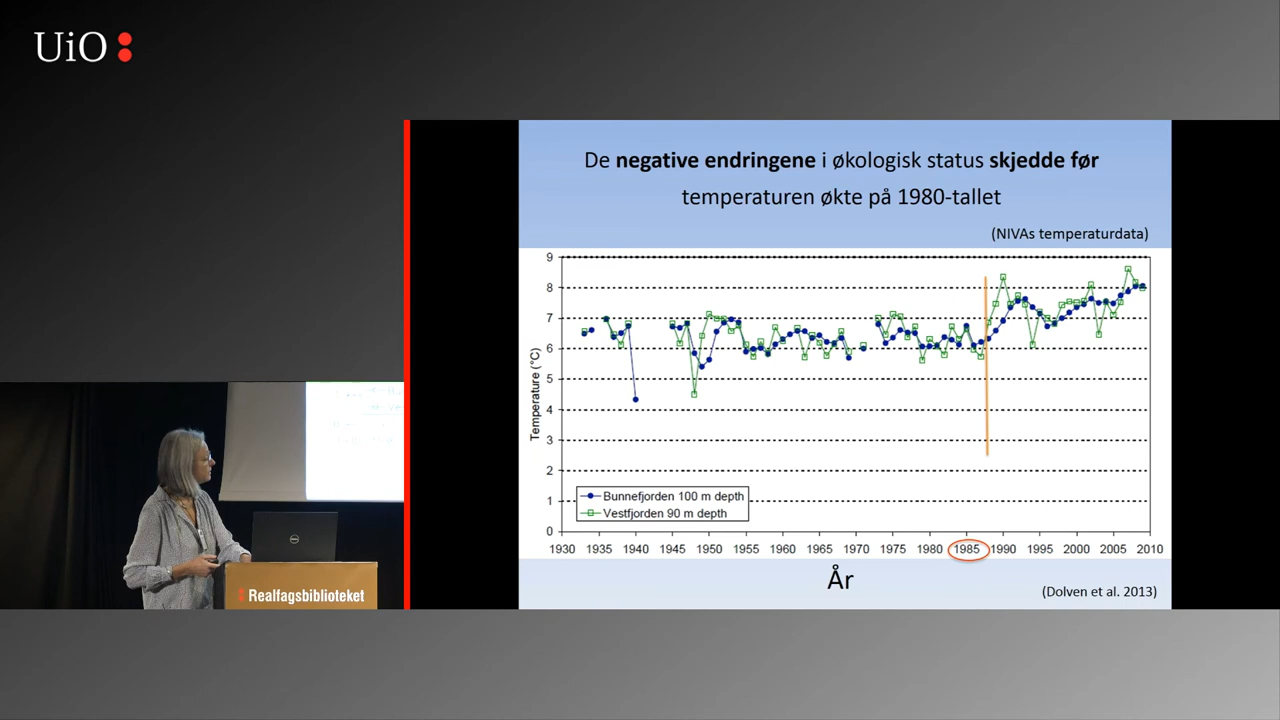 UiO
De negative endringene i økologisk status skjedde før
temperaturen økte på 1980-tallet
(NIVAs temperaturdata)
9
8
7
6
5
4
3
2
1
0
Temperature (°C)
Bunnefjorden 100 m depth
Vestfjorden 90 m depth
1930 1935 1940 1945 1950 1955 1960 1965 1970 1975 1980 1985 1990 1995 2000 2005 2010
År
(Dolven et al. 2013)
DELL
Realfagsbiblioteket